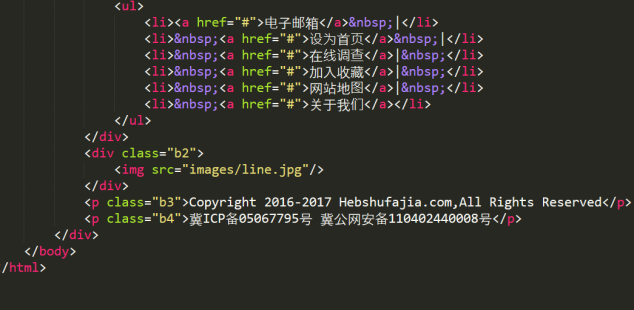 <ul>
<li><a href="#">电子邮箱</a>&nbsp;|</li>
<li>&nbsp;<a href="#">设为首页</a>&nbsp;|</li>
<li>&nbsp;<a href="#">在线调查</a>|&nbsp;</li>
<li>&nbsp;<a href="#">加入收藏</a>|&nbsp;</li>
<li>&nbsp;<a href="#">网站地图</a>|&nbsp;</li>
<li>&nbsp;<a href="#">关于我们</a></li>
</ul>
</div>
<div class="b2">
<img src="images/line.jpg"/>
</div>
<p class="b3">Copyright 2016-2017 Hebshufajia.com,All Rights Reserved</p>
<p class="b4">冀ICP备05067795号 冀公网安备110402440008号</p>
</div>
</body>
/html>